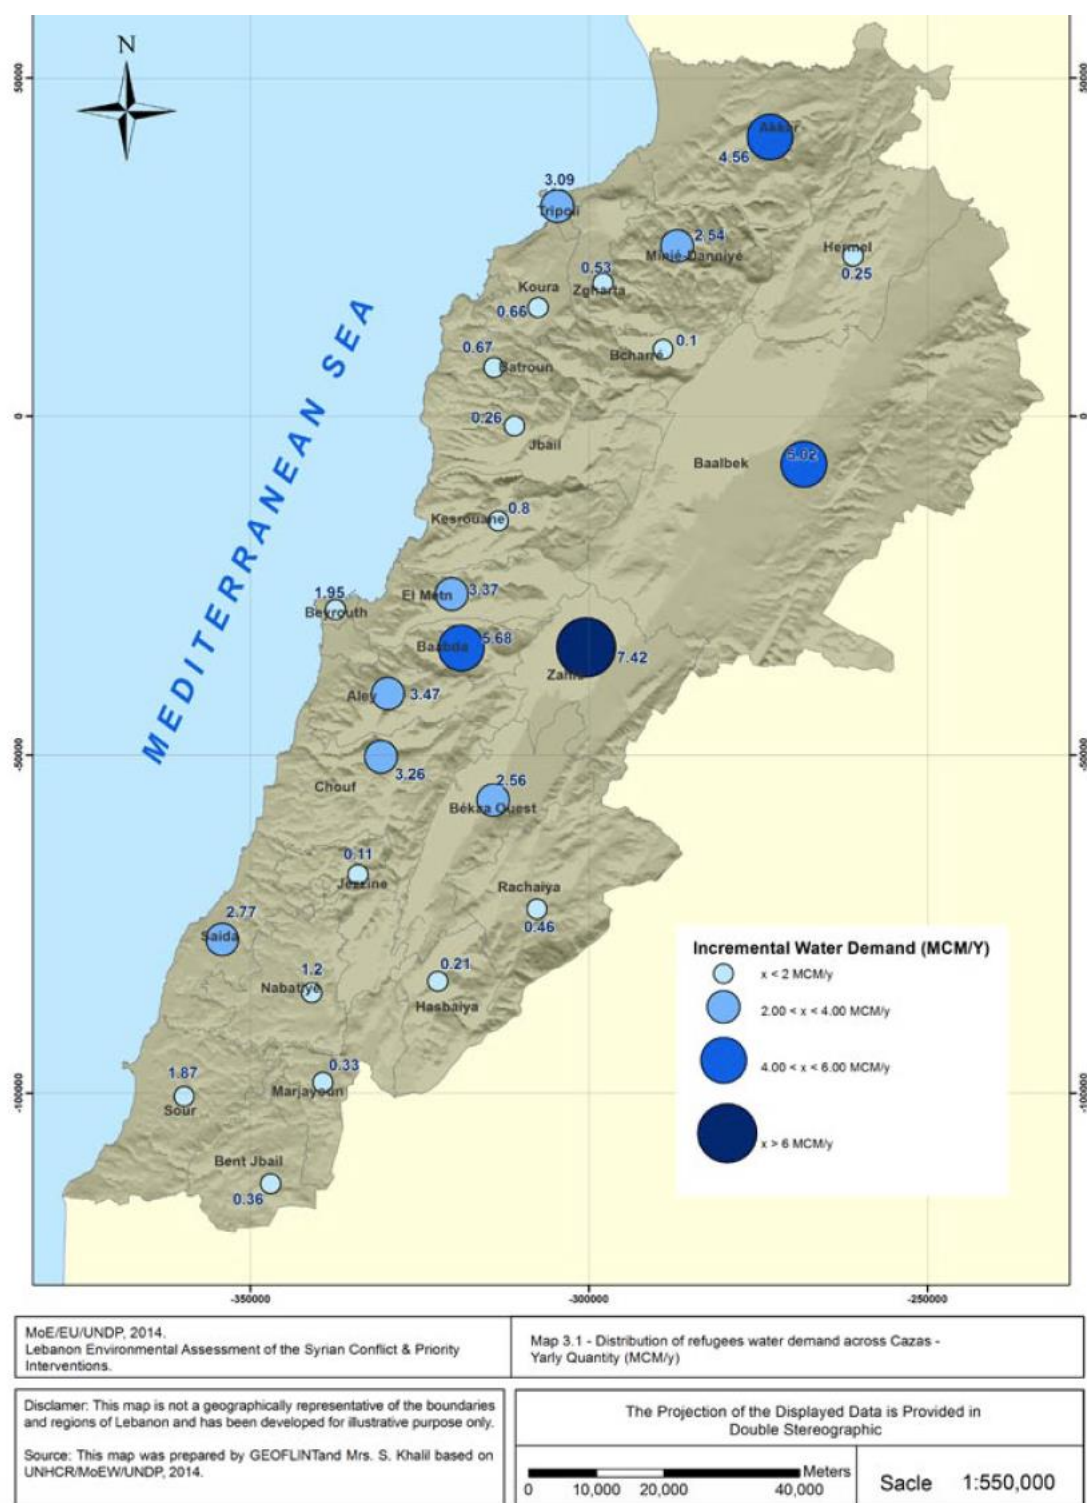 N
50000
50000
Akkar
4.56
3.09
Tripoli
2.54
Minié-Danniyé
Hermel
0.25
0.53
Zgharta
Koura
0.66
0.1
Bcharré
0.67
Batroun
0
0
0.26
Jbail
MEDITERRANEAN SEA
5.02
Baalbek
0.8
Kesrouane
El Metn
3.37
1.95
Beyrouth
Baabda
5.68
7.42
Zahle
Aley
3.47
-50000
-50000
3.26
Chouf
2.56
Békaa Ouest
0.11
Jezzine
Rachaiya
0.46
2.77
Saida
1.2
Nabatiyé
0.21
Hasbaiya
0.33
Marjayoun
1.87
Sour
-100000
-100000
Bent Jbail
0.36
Incremental Water Demand (MCM/Y)
x < 2 MCM/y
2.00 < x < 4.00 MCM/y
4.00 < x < 6.00 MCM/y
x > 6 MCM/y
-350000
-300000
-250000
MoE/EU/UNDP, 2014.
Lebanon Environmental Assessment of the Syrian Conflict & Priority
Interventions.
Map 3.1 - Distribution of refugees water demand across Cazas -
Yarly Quantity (MCM/y)
Disclamer: This map is not a geographically representative of the boundaries
and regions of Lebanon and has been developed for illustrative purpose only.
Source: This map was prepared by GEOFLINTand Mrs. S. Khalil based on
UNHCR/MoEW/UNDP, 2014.
The Projection of the Displayed Data is Provided in
Double Stereographic
Meters
0 10,000 20,000 40,000
Sacle 1:550,000